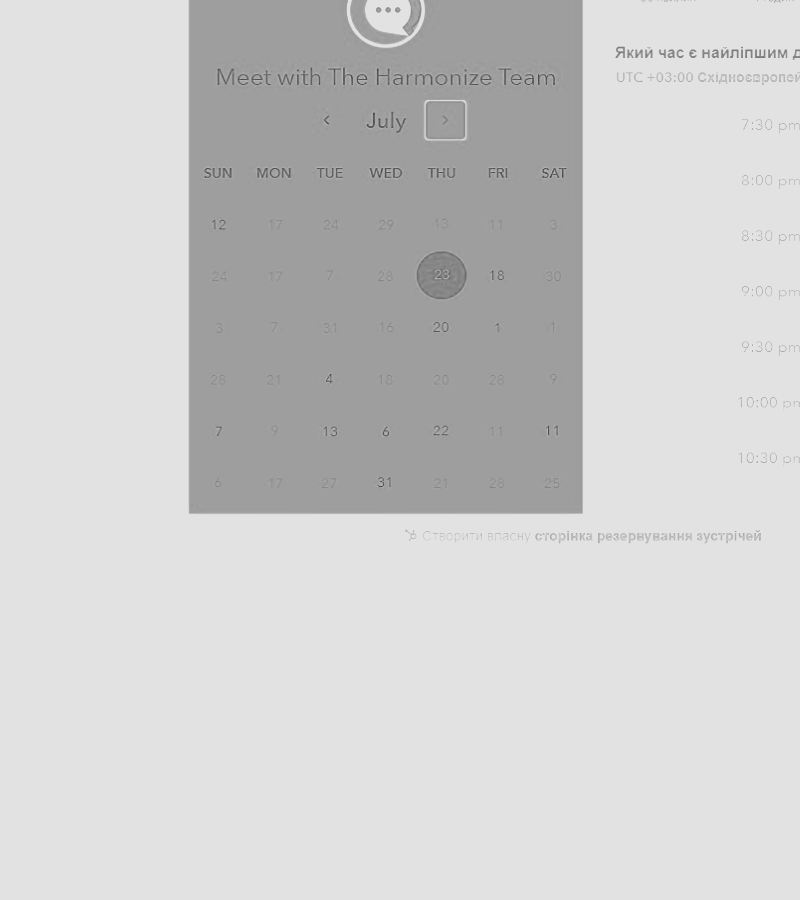 Meet with The Harmonize Team
July
SUN MON TUE WED THU FRI SAT
12 17 24 29 13 11 3
24 17 7 28 23 18 30
3 7 31 16 20 1 1
28 21 4 18 20 28 9
7 9 13 6 22 11 11
6 17 27 31 21 28 25
Який час є найліпшим
UTC +03:00 Східноєвропей
7:30 pm
8:00 pm
8:30 pm
9:00 pm
9:30 pm
10:00 pm
10:30 pm
Створити власну сторінка резервування зустрічей